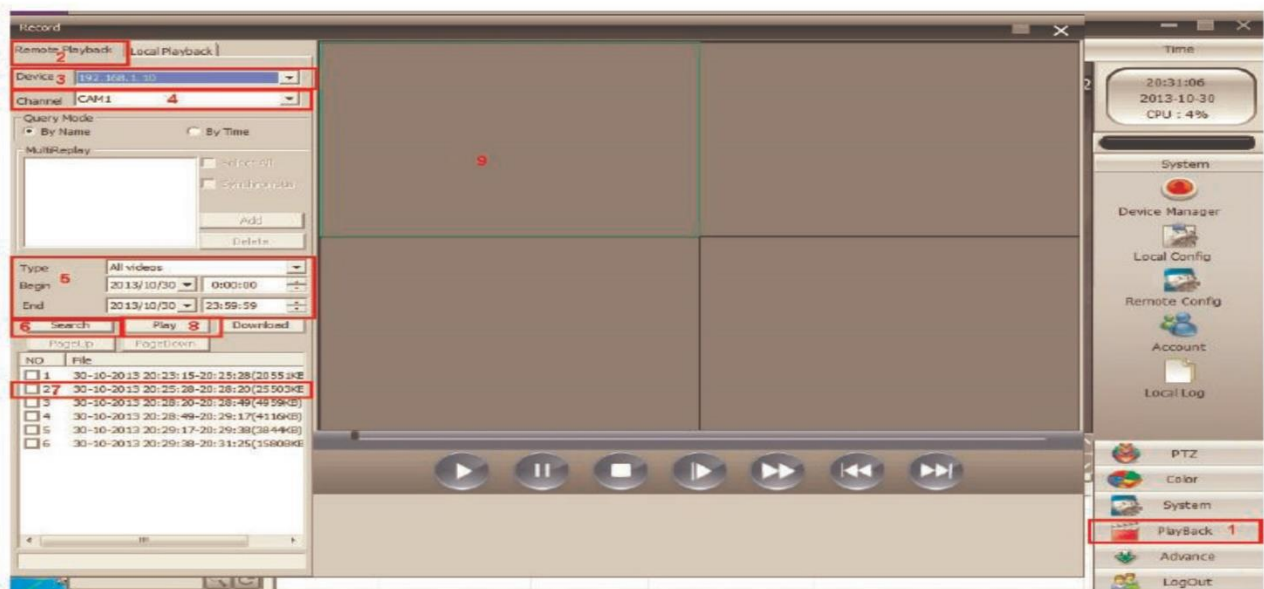 Record
Remote Playback Local Playback
2
Device 3 192.168.1.10
Channel CAM1 4
Query Mode
By Name By Time
MultiReplay
Select All
Synchronous
Add
Delete
Type All videos
5
Begin 2013/10/30 0:00:00
End 2013/10/30 23:59:59
6 Search Play 8 Download
PageUp PageDown
NO File
1 30-10-2013 20:23:15-20:25:28(20551KB
2 7 30-10-2013 20:25:28-20:28:20(25503KB
3 30-10-2013 20:28:20-20:28:49(4959KB)
4 30-10-2013 20:28:49-20:29:17(4116KB)
5 30-10-2013 20:29:17-20:29:38(3844KB)
6 30-10-2013 20:29:38-20:31:25(15808KB
9
2
Time
20:31:06
2013-10-30
CPU : 4%
System
Device Manager
Local Config
Remote Config
Account
Local Log
PTZ
Color
System
PlayBack 1
Advance
LogOut